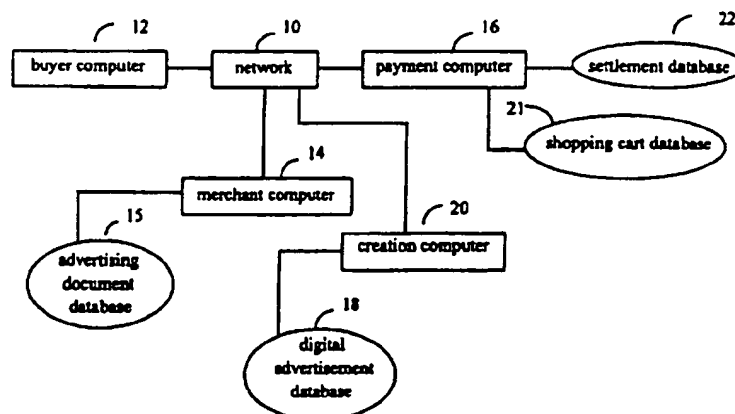 12
10
16
22
buyer computer
network
payment computer
settlement database
21
shopping cart database
14
merchant computer
15
20
advertising
document
database
creation computer
18
digital
advertisement
database